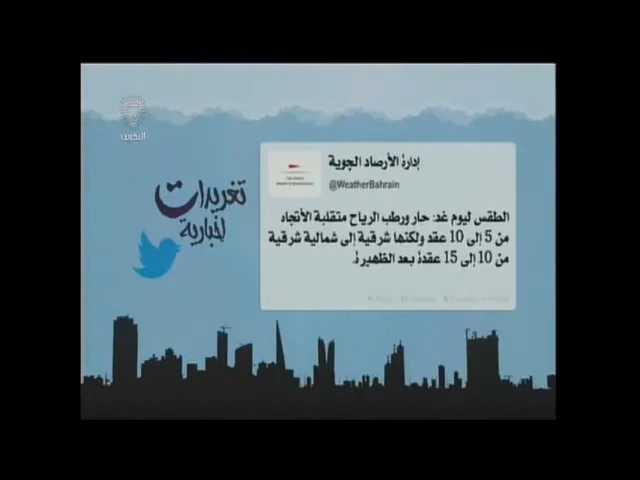 البحرين
تغريدات
إخبارية
إدارة الأرصاد الجوية
@WeatherBahrain
الطقس ليوم غد: حار ورطب الرياح متقلبة الأتجاه
من 5 إلى 10 عقد ولكنها شرقية إلى شمالية شرقية
من 10 إلى 15 عقدة بعد الظهيرة.